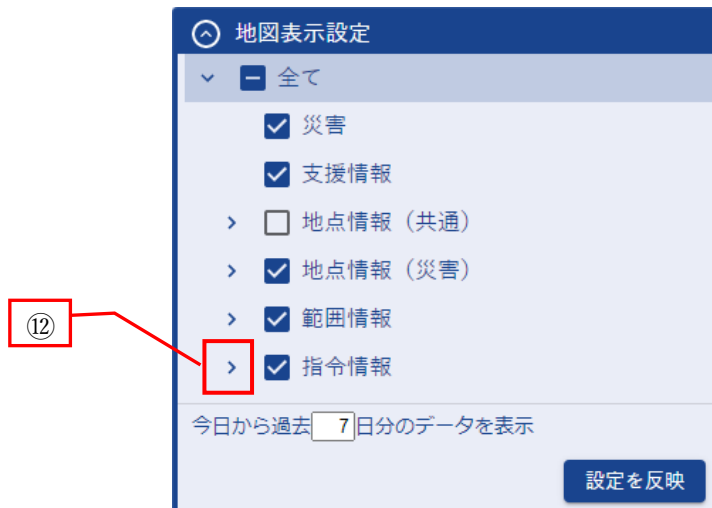 地図表示設定
全て
災害
支援情報
地点情報（共通）
地点情報（災害）
範囲情報
⑫
指令情報
今日から過去 7日分のデータを表示
設定を反映